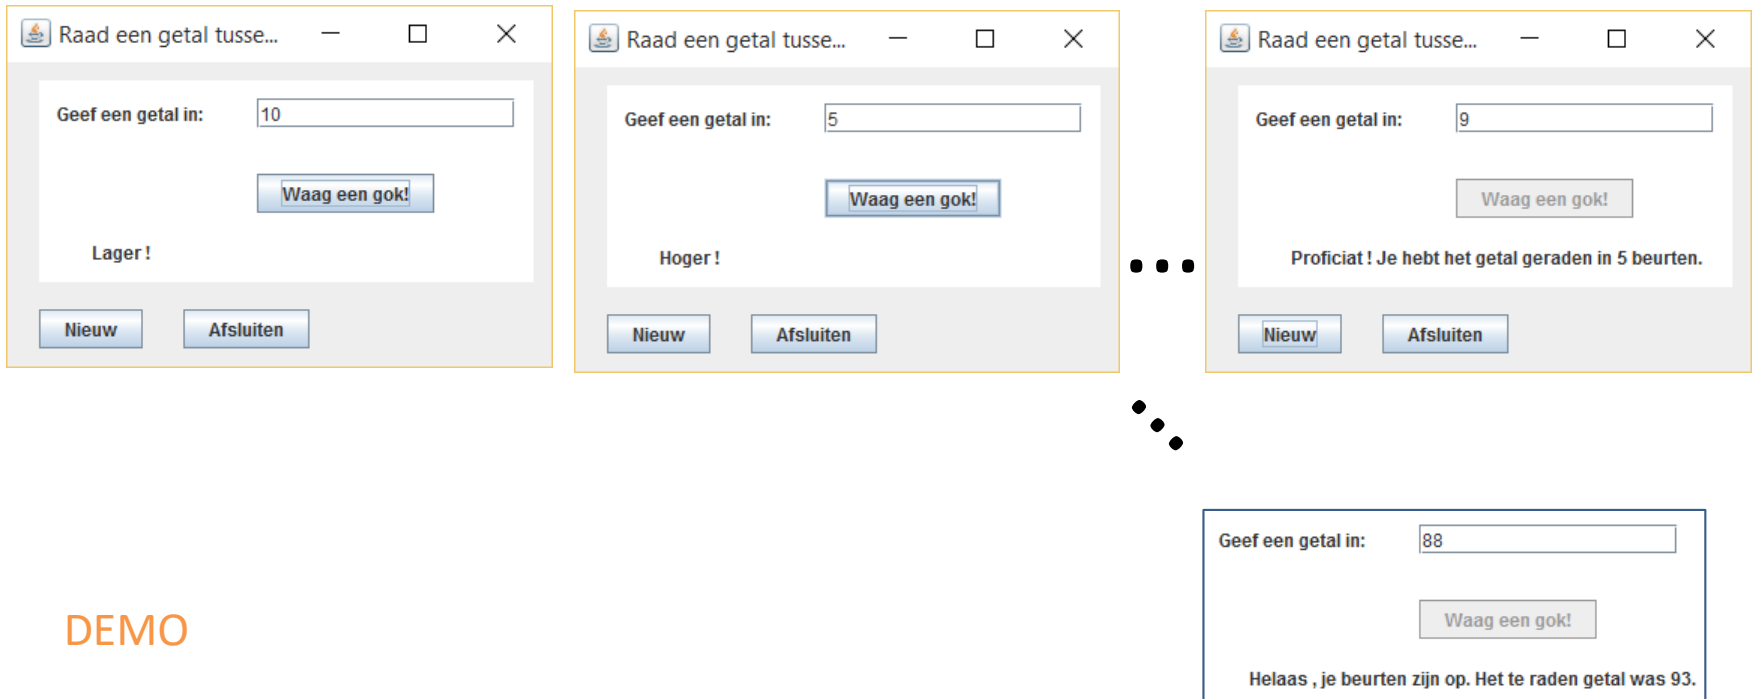 Raad een getal tusse...
Geef een getal in: 10
Waag een gok!
Lager !
Nieuw Afsluiten
Raad een getal tusse...
Geef een getal in: 5
Waag een gok!
Hoger !
Nieuw Afsluiten
...
Raad een getal tusse...
Geef een getal in: 9
Waag een gok!
Proficiat ! Je hebt het getal geraden in 5 beurten.
Nieuw Afsluiten
...
Geef een getal in: 88
Waag een gok!
Helaas , je beurten zijn op. Het te raden getal was 93.
DEMO